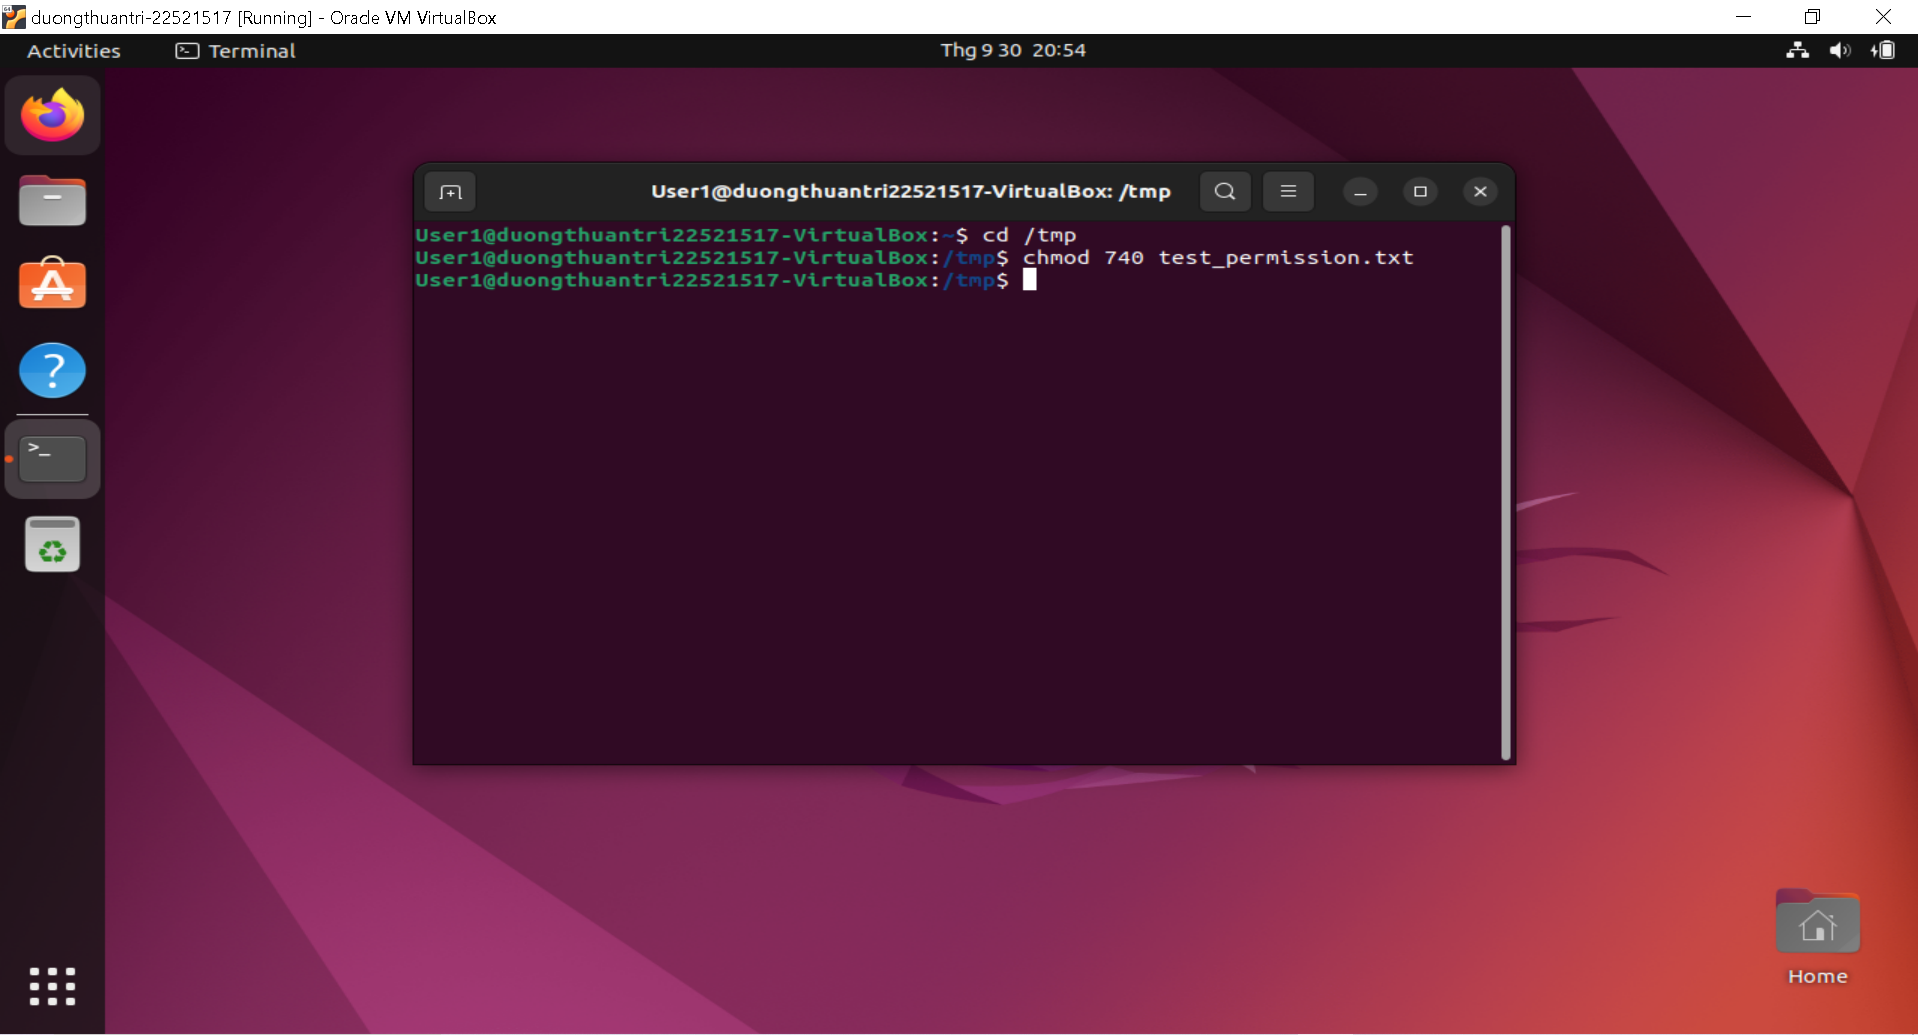 duongthuantri-22521517 [Running] - Oracle VM VirtualBox
Activities
Terminal
Thg 9 30 20:54
User1@duongthuantri22521517-VirtualBox: /tmp
User1@duongthuantri22521517-VirtualBox:~$ cd /tmp
User1@duongthuantri22521517-VirtualBox:/tmp$ chmod 740 test_permission.txt
User1@duongthuantri22521517-VirtualBox:/tmp$
Home